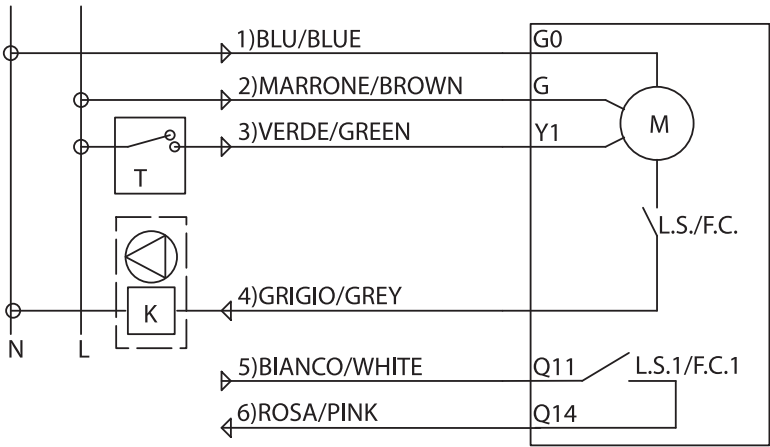 1)BLU/BLUE
G0
2)MARRONE/BROWN
G
M
3)VERDE/GREEN
Y1
T
L.S./F.C.
4)GRIGIO/GREY
K
N
L
5)BIANCO/WHITE
Q11
L.S.1/F.C.1
6)ROSA/PINK
Q14